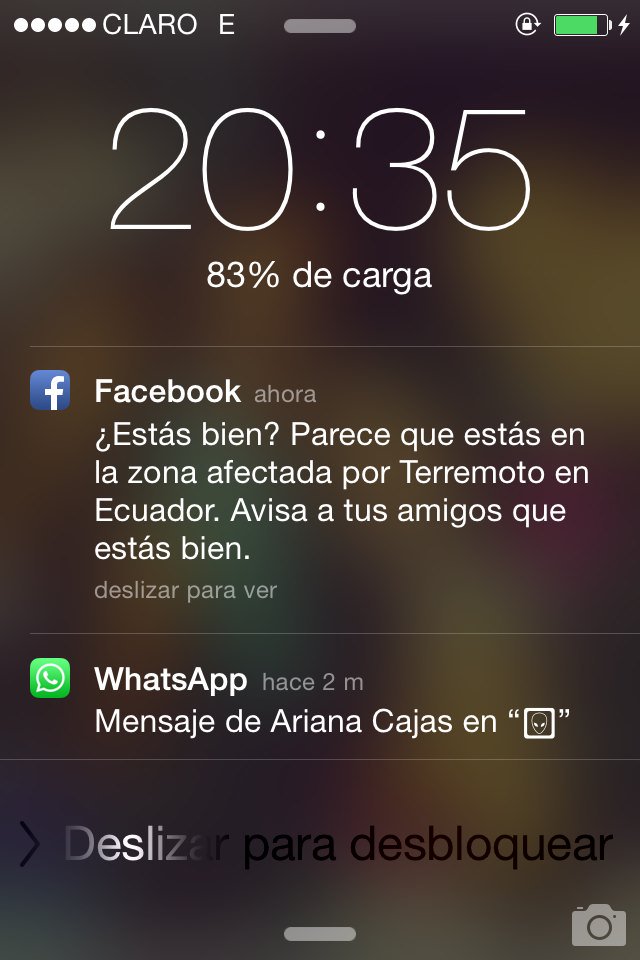 CLARO E
20:35
83% de carga
Facebook ahora
¿Estás bien? Parece que estás en
la zona afectada por Terremoto en
Ecuador. Avisa a tus amigos que
estás bien.
deslizar para ver
WhatsApp hace 2 m
Mensaje de Ariana Cajas en “👽”
Deslizar para desbloquear